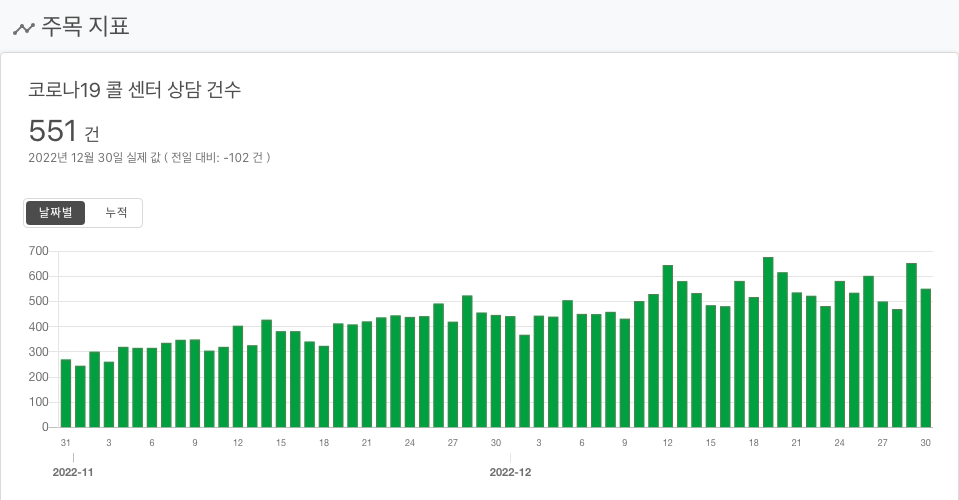 주목 지표
코로나19 콜 센터 상담 건수
551 건
2022년 12월 30일 실제 값 ( 전일 대비: -102 건 )
날짜별 누적
700
600
500
400
300
200
100
0
31 3 6 9 12 15 18 21 24 27 30 3 6 9 12 15 18 21 24 27 30
2022-11 2022-12